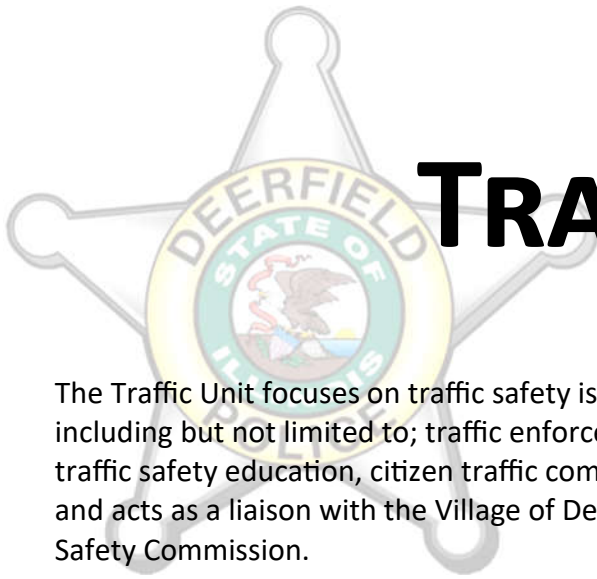 DEERFIELD
STATE OF
ILLINOIS
POLICE
TRA
The Traffic Unit focuses on traffic safety is
including but not limited to; traffic enforce
traffic safety education, citizen traffic com
and acts as a liaison with the Village of De
Safety Commission.